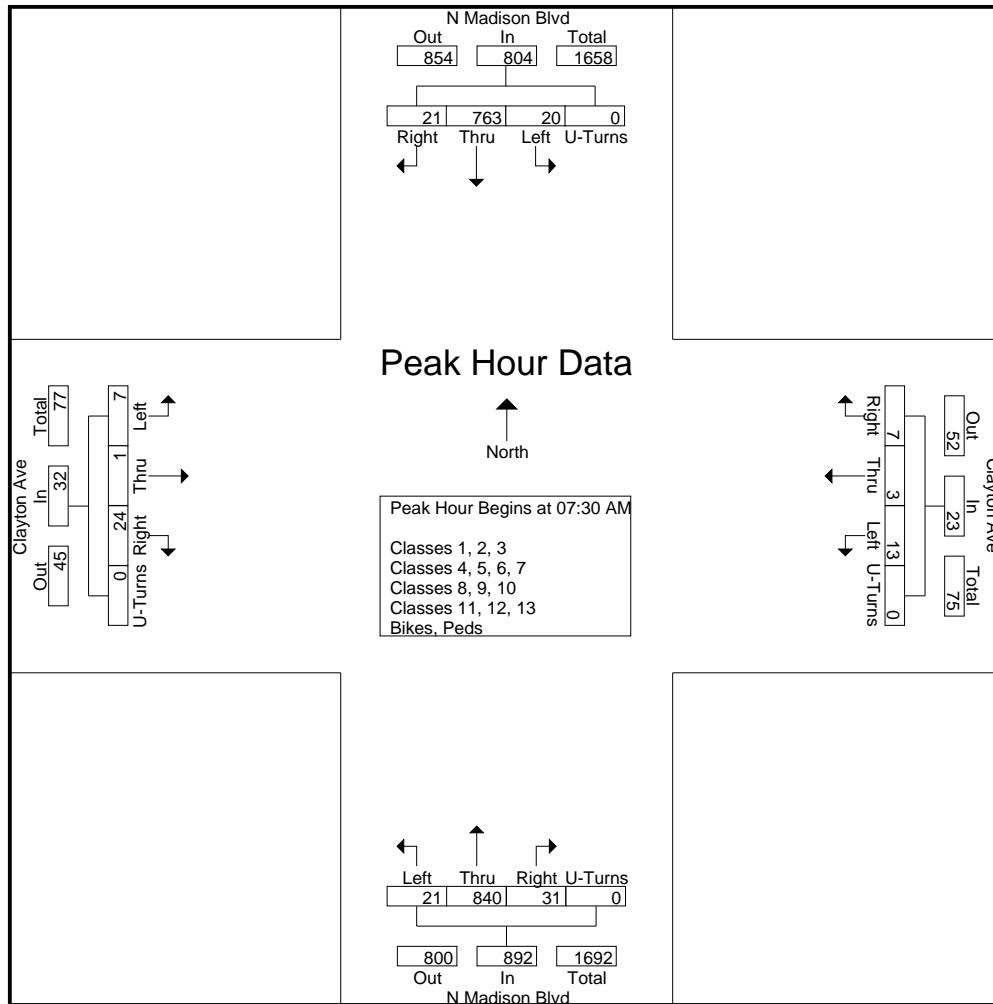 N Madison Blvd
Out In Total
854 804 1658
21 763 20 0
Right Thru Left U-Turns
Peak Hour Data
North
Peak Hour Begins at 07:30 AM
Classes 1, 2, 3
Classes 4, 5, 6, 7
Classes 8, 9, 10
Classes 11, 12, 13
Bikes, Peds
Clayton Ave
Out In Total
45 32 77
0 24 1 7
U-Turns Right Thru Left
Clayton Ave
Out In Total
52 23 75
7 3 13 0
Right Thru Left U-Turns
Left Thru Right U-Turns
21 840 31 0
800 892 1692
Out In Total
N Madison Blvd